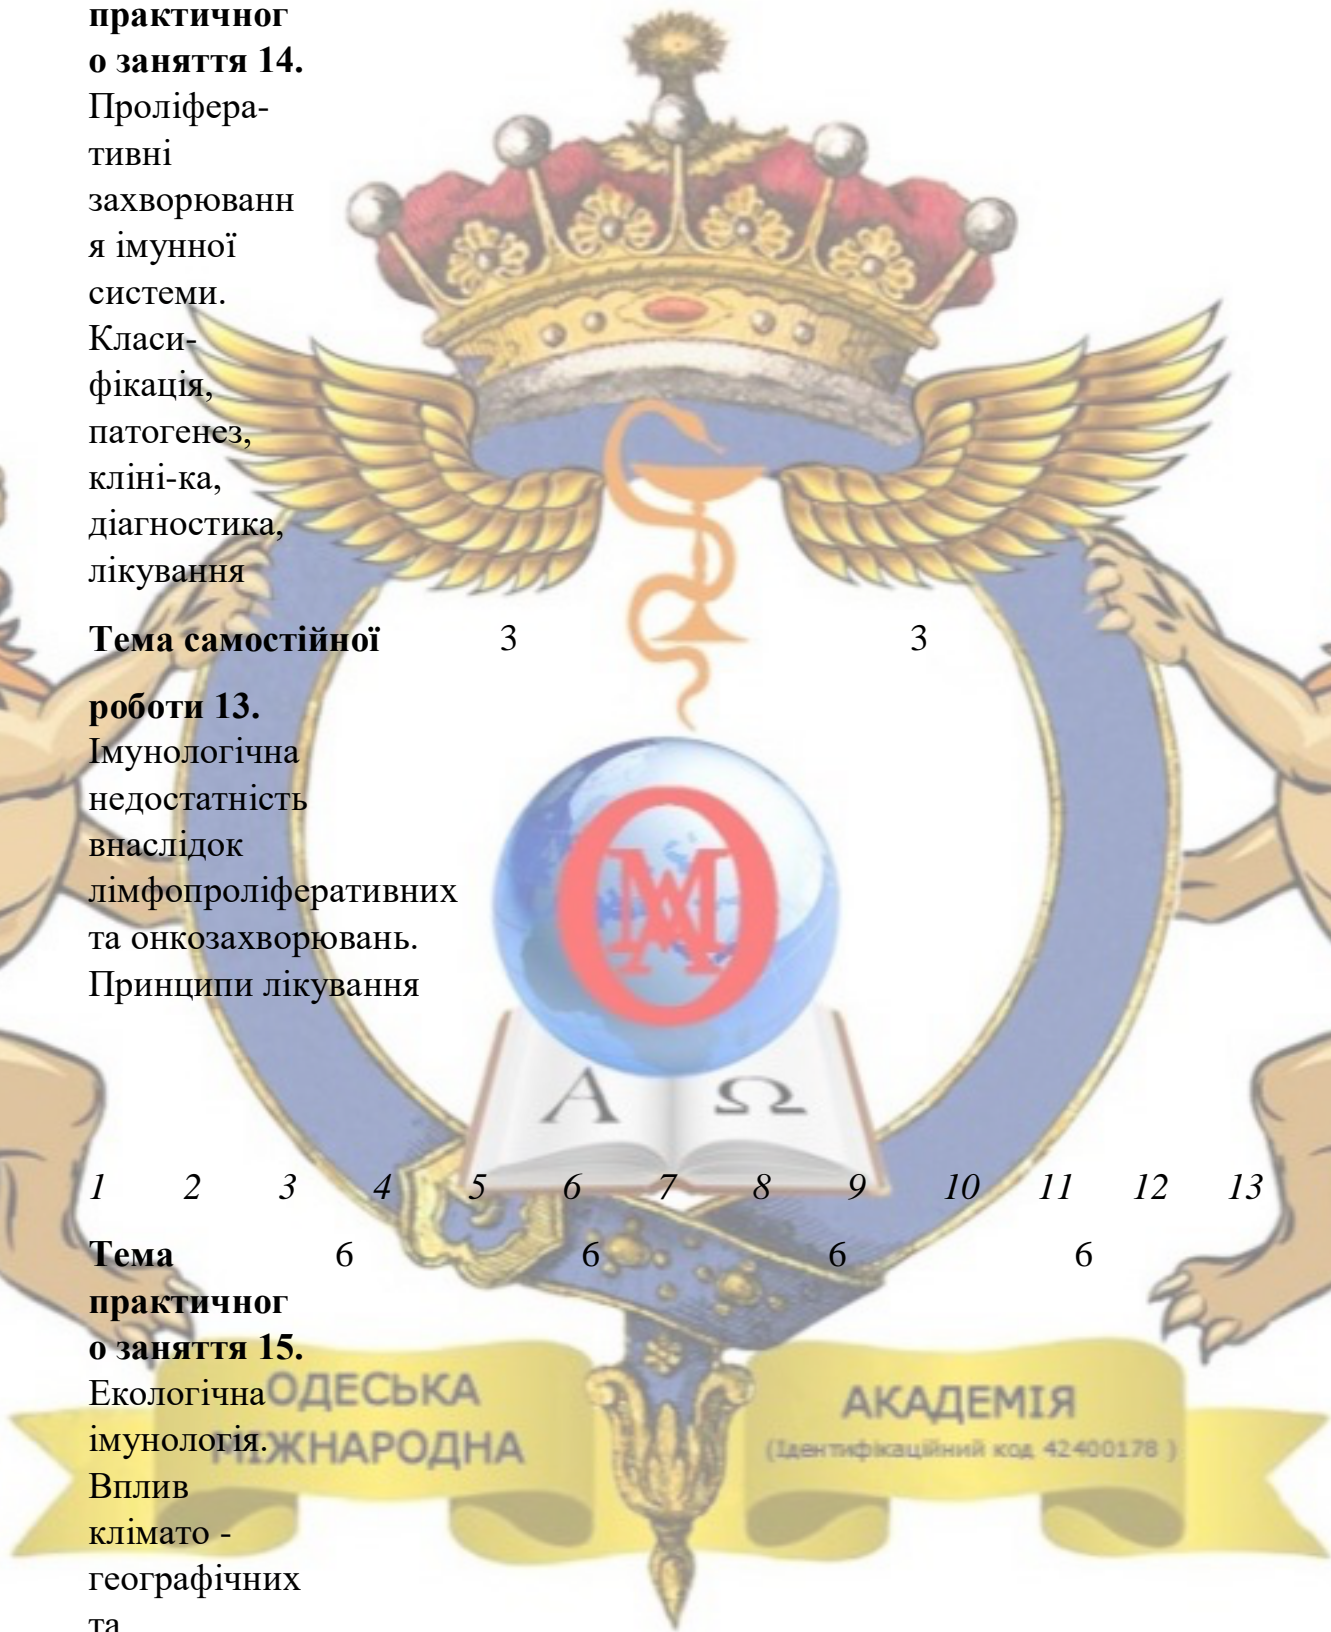 практичног
о заняття 14.
Проліфера-
тивні
захворюванн
я імунної
системи.
Класи-
фікація,
патогенез,
кліні-ка,
діагностика,
лікування
Тема самостійної 3 3
роботи 13.
Імунологічна
недостатність
внаслідок
лімфопроліферативних
та онкозахворювань.
Принципи лікування
А Ω
1 2 3 4 5 6 7 8 9 10 11 12 13
Тема 6 6 6 6
практичног
о заняття 15.
Екологічна
імунологія.
Вплив
клімато -
географічних
та
ОДЕСЬКА
МІЖНАРОДНА
АКАДЕМІЯ
(Ідентифікаційний код 42400178 )